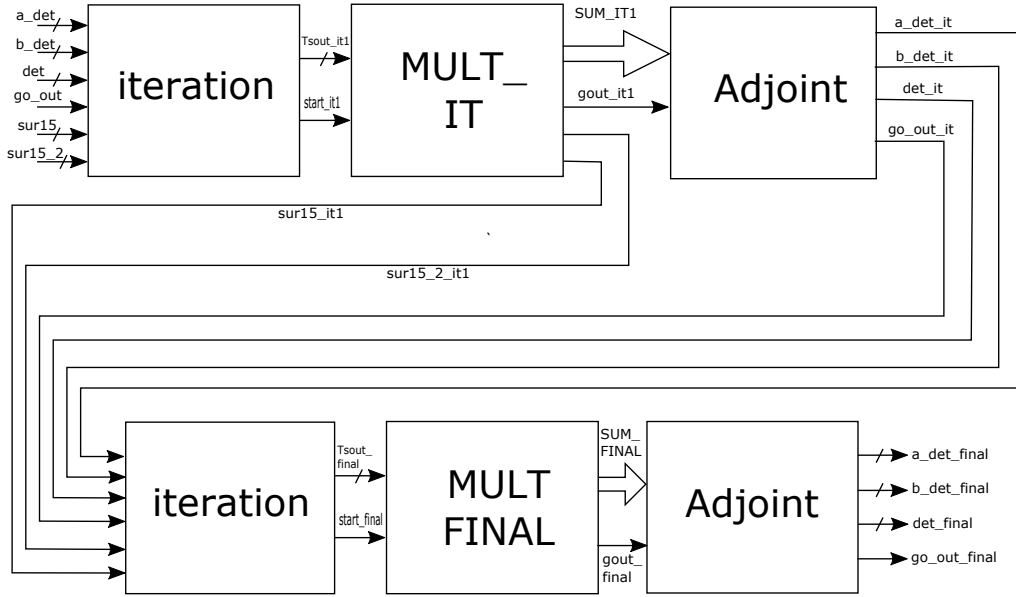 a_det
b_det
det
go_out
sur15
sur15_2
iteration
Tsout_it1
start_it1
MULT_
IT
SUM_IT1
gout_it1
Adjoint
a_det_it
b_det_it
det_it
go_out_it
sur15_it1
sur15_2_it1
iteration
Tsout_
final
start_final
MULT
FINAL
SUM_
FINAL
gout_
final
Adjoint
a_det_final
b_det_final
det_final
go_out_final